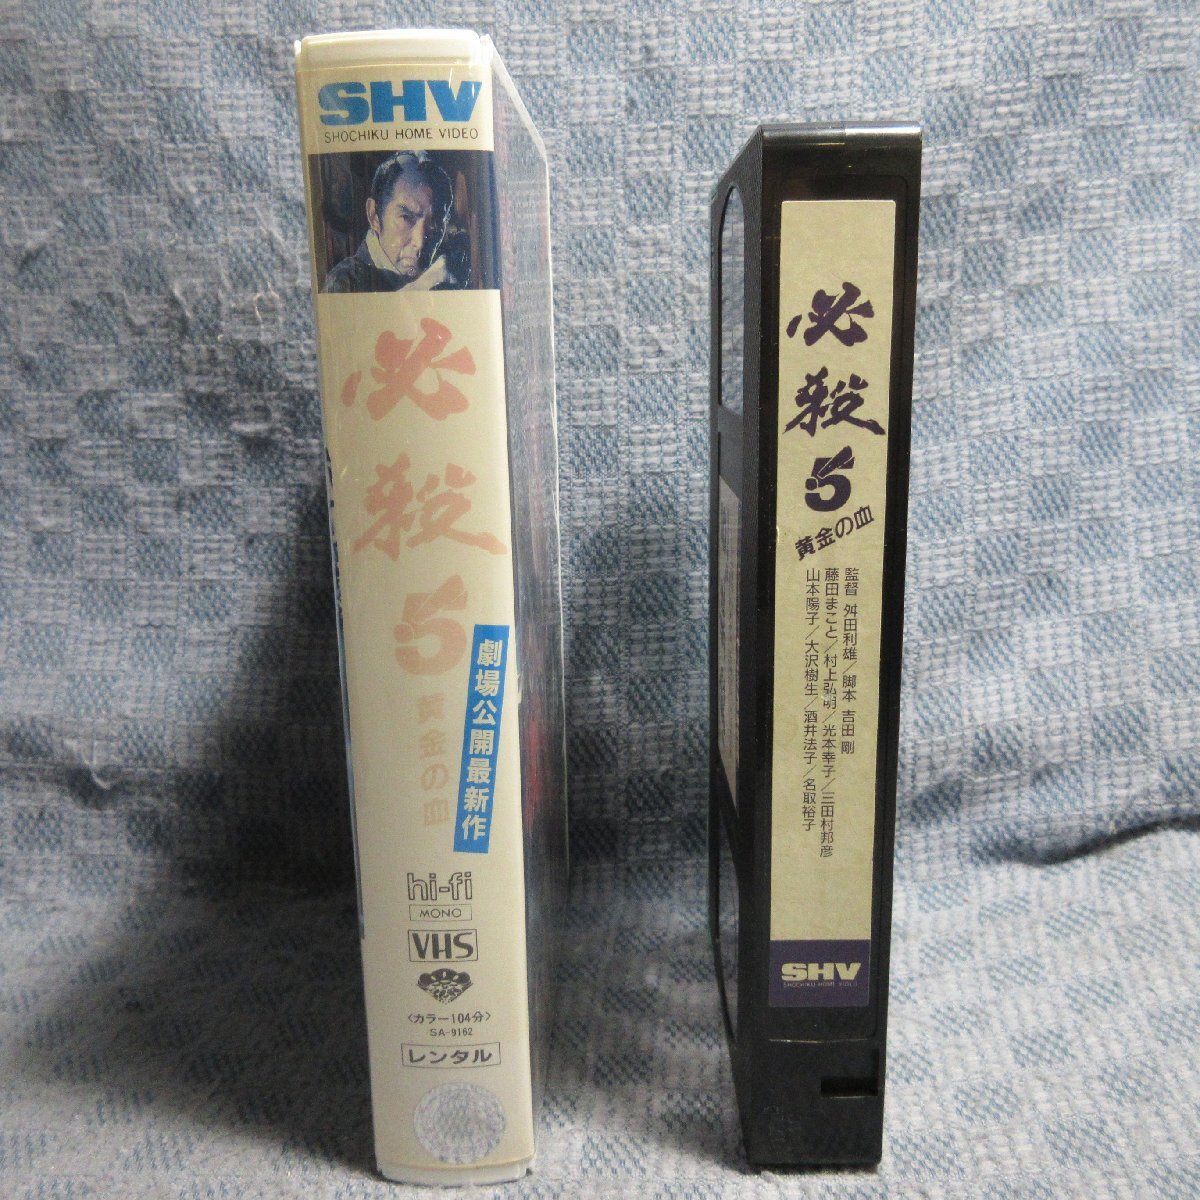 SHV
SHOCHIKU HOME VIDEO
必殺5
黄金の血
劇場公開最新作
hi-fi
MONO
VHS
〈カラー104分〉
SA-9162
レンタル
必殺5
黄金の血
監督 舛田利雄/脚本 吉田 剛
藤田まこと/村上弘明/光本幸子/三田村邦彦
山本陽子/大沢樹生/酒井法子/名取裕子
SHV
SHOCHIKU HOME VIDEO